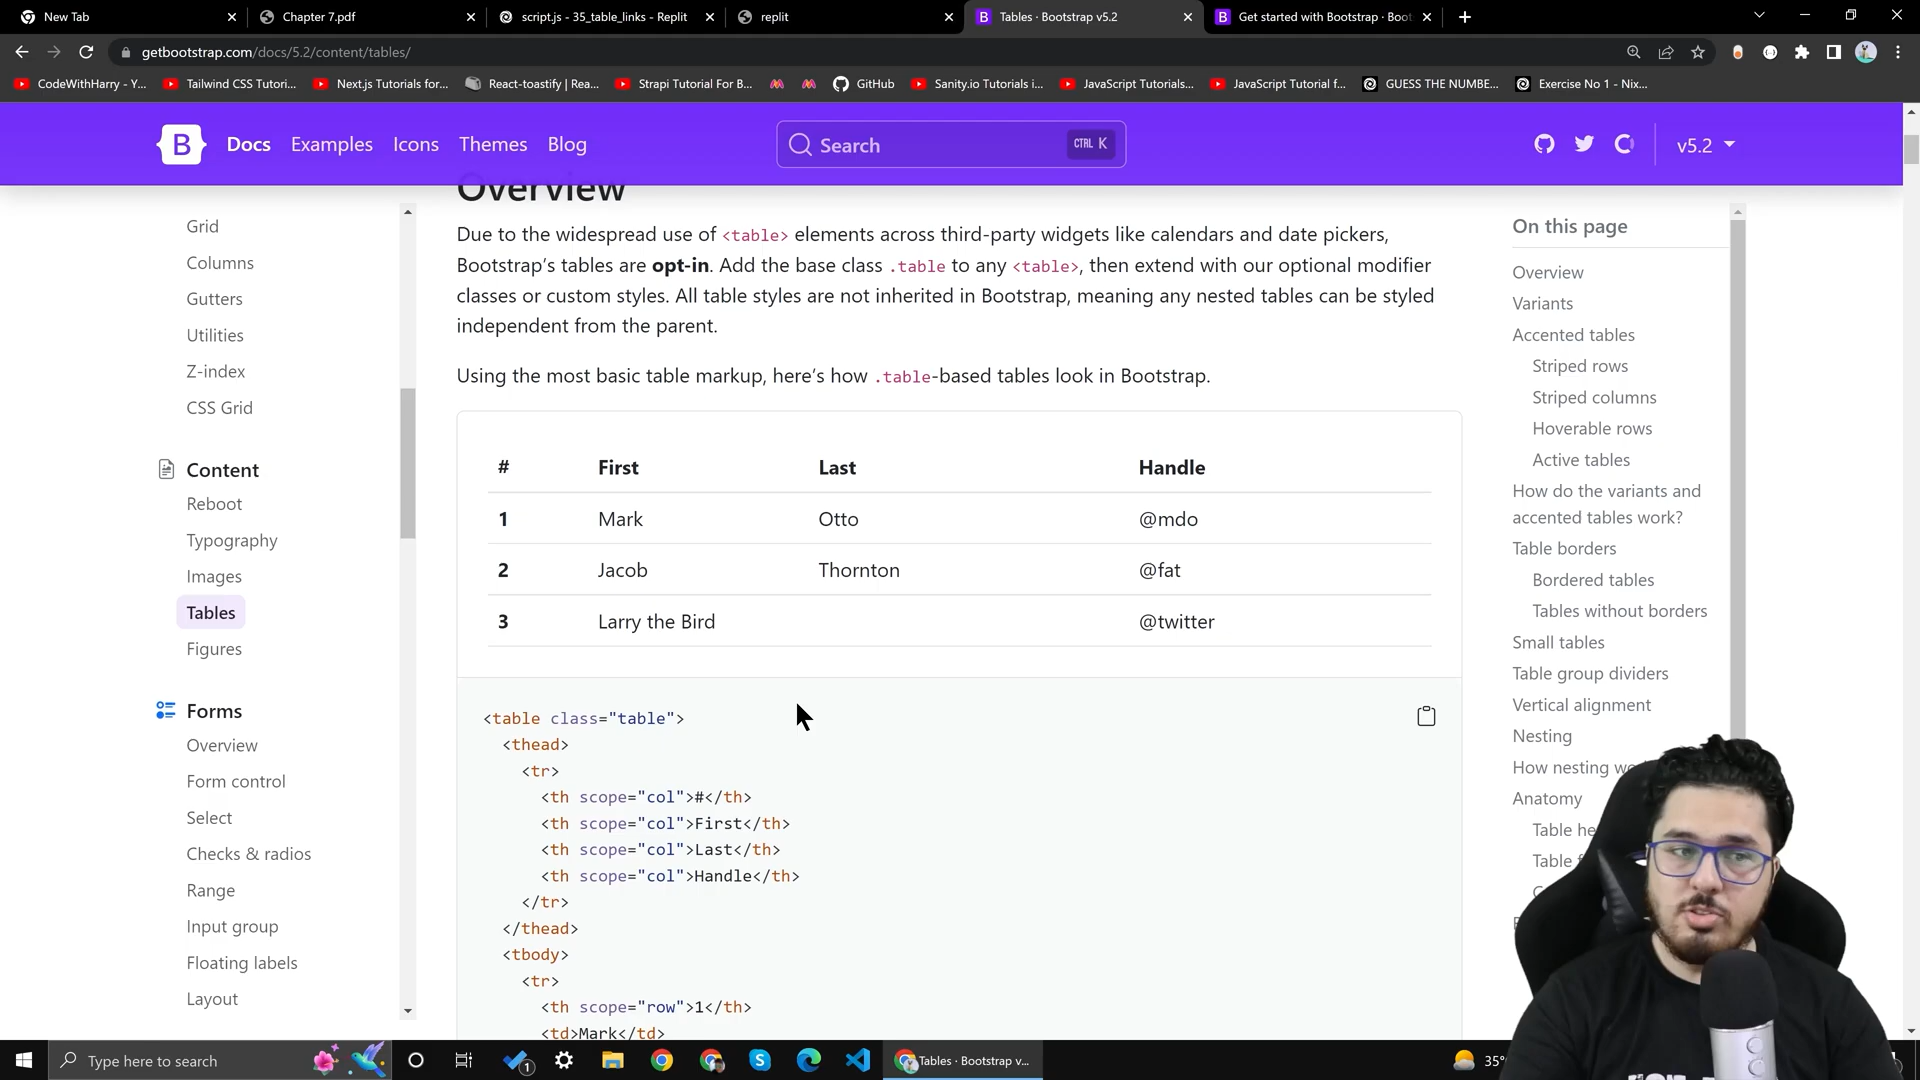 New Tab
Chapter 7.pdf
script.js - 35_table_links - Replit
replit
Tables · Bootstrap v5.2
Get started with Bootstrap · Boot
getbootstrap.com/docs/5.2/content/tables/
CodeWithHarry - Y...
Tailwind CSS Tutori...
Next.js Tutorials for...
React-toastify | Rea...
Strapi Tutorial For B...
GitHub
Sanity.io Tutorials i...
JavaScript Tutorials...
JavaScript Tutorial f...
GUESS THE NUMBE...
Exercise No 1 - Nix...
B
Docs
Examples
Icons
Themes
Blog
Search
CTRL K
v5.2
Grid
Columns
Gutters
Utilities
Z-index
CSS Grid
Content
Reboot
Typography
Images
Tables
Figures
Forms
Overview
Form control
Select
Checks & radios
Range
Input group
Floating labels
Layout
Overview
Due to the widespread use of <table> elements across third-party widgets like calendars and date pickers,
Bootstrap's tables are opt-in. Add the base class .table to any <table>, then extend with our optional modifier
classes or custom styles. All table styles are not inherited in Bootstrap, meaning any nested tables can be styled
independent from the parent.
Using the most basic table markup, here's how .table-based tables look in Bootstrap.
# First Last Handle
1 Mark Otto @mdo
2 Jacob Thornton @fat
3 Larry the Bird @twitter
<table class="table">
<thead>
<tr>
<th scope="col">#</th>
<th scope="col">First</th>
<th scope="col">Last</th>
<th scope="col">Handle</th>
</tr>
</thead>
<tbody>
<tr>
<th scope="row">1</th>
<td>Mark</td>
On this page
Overview
Variants
Accented tables
Striped rows
Striped columns
Hoverable rows
Active tables
How do the variants and
accented tables work?
Table borders
Bordered tables
Tables without borders
Small tables
Table group dividers
Vertical alignment
Nesting
How nesting wo
Anatomy
Table he
Table
Type here to search
1
Tables · Bootstrap v...
35°